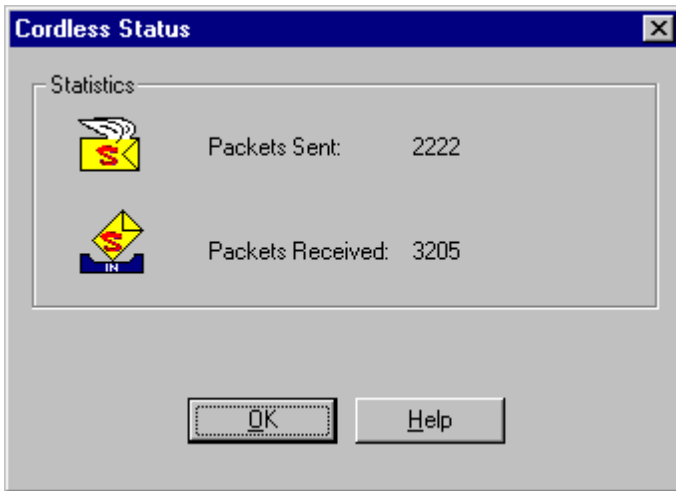 Cordless Status
Statistics
S
Packets Sent: 2222
S
IN
Packets Received: 3205
OK Help